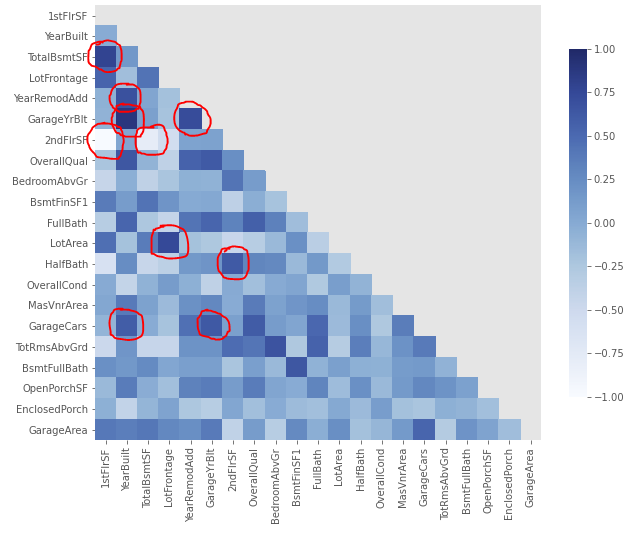 1stFlrSF
YearBuilt
TotalBsmtSF
LotFrontage
YearRemodAdd
GarageYrBlt
2ndFlrSF
OverallQual
BedroomAbvGr
BsmtFinSF1
FullBath
LotArea
HalfBath
OverallCond
MasVnrArea
GarageCars
TotRmsAbvGrd
BsmtFullBath
OpenPorchSF
EnclosedPorch
GarageArea
1stFlrSF
YearBuilt
TotalBsmtSF
LotFrontage
YearRemodAdd
GarageYrBlt
2ndFlrSF
OverallQual
BedroomAbvGr
BsmtFinSF1
FullBath
LotArea
HalfBath
OverallCond
MasVnrArea
GarageCars
TotRmsAbvGrd
BsmtFullBath
OpenPorchSF
EnclosedPorch
GarageArea
1.00
0.75
0.50
0.25
0.00
−0.25
−0.50
−0.75
−1.00